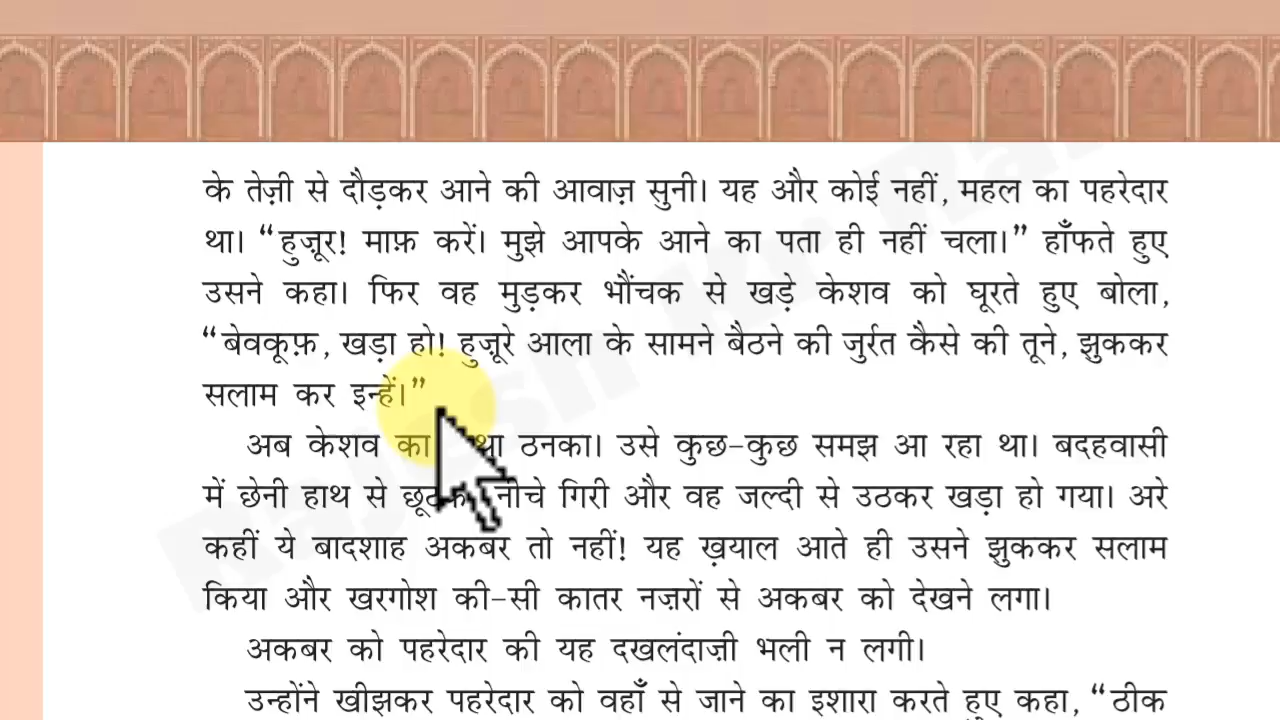 के तेज़ी से दौड़कर आने की आवाज़ सुनी। यह और कोई नहीं, महल का पहरेदार
था। “हुज़ूर! माफ़ करें। मुझे आपके आने का पता ही नहीं चला।” हाँफते हुए
उसने कहा। फिर वह मुड़कर भौंचक से खड़े केशव को घूरते हुए बोला,
“बेवकूफ़, खड़ा हो! हुज़ूरे आला के सामने बैठने की जुर्रत कैसे की तूने, झुककर
सलाम कर इन्हें।”
अब केशव का ठनका। उसे कुछ-कुछ समझ आ रहा था। बदहवासी
में छेनी हाथ से नीचे गिरी और वह जल्दी से उठकर खड़ा हो गया। अरे
कहीं ये बादशाह अकबर तो नहीं! यह ख़याल आते ही उसने झुककर सलाम
किया और खरगोश की-सी कातर नज़रों से अकबर को देखने लगा।
अकबर को पहरेदार की यह दखलंदाज़ी भली न लगी।
उन्होंने खीझकर पहरेदार को वहाँ से जाने का इशारा करते हुए कहा, “ठीक